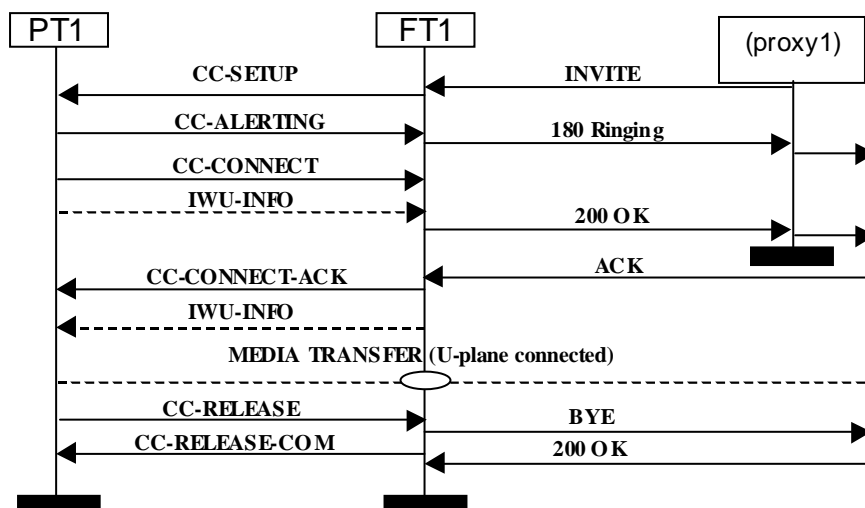 PT1
FT1
(proxy1)
CC-SETUP
INVITE
CC-ALERTING
180 Ringing
CC-CONNECT
IWU-INFO
200 OK
ACK
CC-CONNECT-ACK
IWU-INFO
MEDIA TRANSFER (U-plane connected)
CC-RELEASE
BYE
CC-RELEASE-COM
200 OK